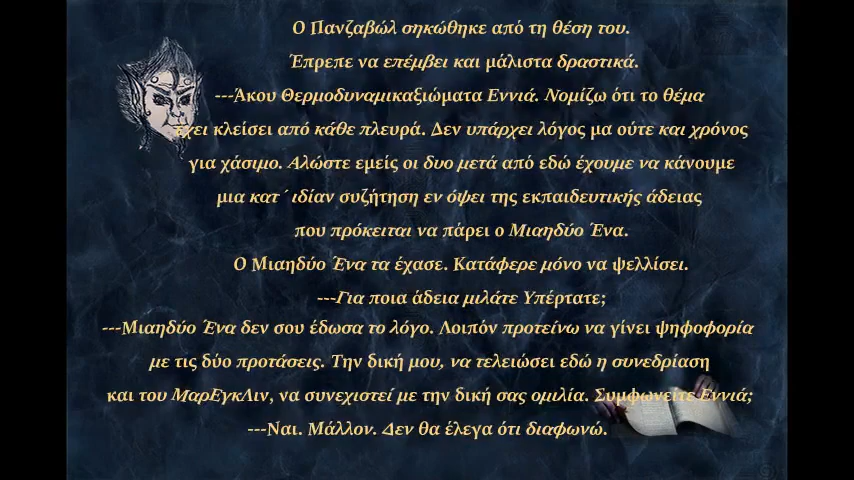 Ο Πανζαβώλ σηκώθηκε από τη θέση του.
Έπρεπε να επέμβει και μάλιστα δραστικά.
---Άκου Θερμοδυναμικαξιώματα Εννιά. Νομίζω ότι το θέμα
έχει κλείσει από κάθε πλευρά. Δεν υπάρχει λόγος μα ούτε και χρόνος
για χάσιμο. Αλώστε εμείς οι δυο μετά από εδώ έχουμε να κάνουμε
μια κατ΄ ιδίαν συζήτηση εν όψει της εκπαιδευτικής άδειας
που πρόκειται να πάρει ο Μιαηδύο Ένα.
Ο Μιαηδύο Ένα τα έχασε. Κατάφερε μόνο να ψελλίσει.
---Για ποια άδεια μιλάτε Υπέρτατε;
---Μιαηδύο Ένα δεν σου έδωσα το λόγο. Λοιπόν προτείνω να γίνει ψηφοφορία
με τις δύο προτάσεις. Την δική μου, να τελειώσει εδώ η συνεδρίαση
και του ΜαρΕγκΛιν, να συνεχιστεί με την δική σας ομιλία. Συμφωνείτε Εννιά;
---Ναι. Μάλλον. Δεν θα έλεγα ότι διαφωνώ.